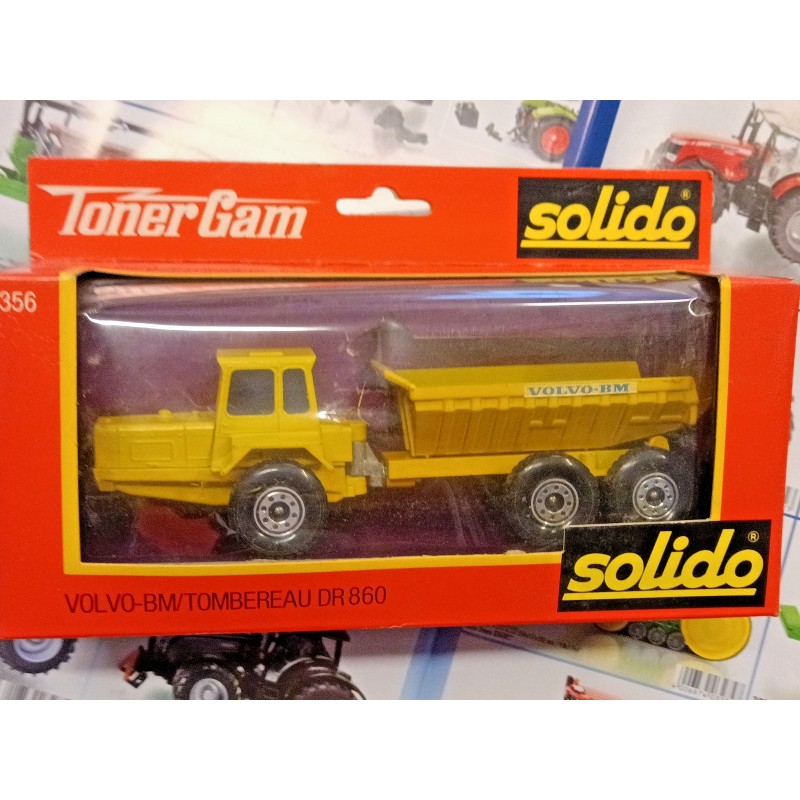 TonerGam
solido®
356
VOLVO-BM
solido®
VOLVO-BM/TOMBEREAU DR 860